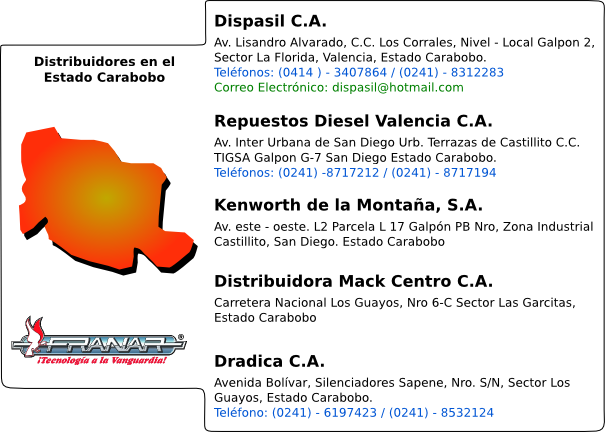 Distribuidores en el
Estado Carabobo
FRANAR®
¡Tecnología a la Vanguardia!
Dispasil C.A.
Av. Lisandro Alvarado, C.C. Los Corrales, Nivel - Local Galpon 2,
Sector La Florida, Valencia, Estado Carabobo.
Teléfonos: (0414 ) - 3407864 / (0241) - 8312283
Correo Electrónico: dispasil@hotmail.com
Repuestos Diesel Valencia C.A.
Av. Inter Urbana de San Diego Urb. Terrazas de Castillito C.C.
TIGSA Galpon G-7 San Diego Estado Carabobo.
Teléfonos: (0241) -8717212 / (0241) - 8717194
Kenworth de la Montaña, S.A.
Av. este - oeste. L2 Parcela L 17 Galpón PB Nro, Zona Industrial
Castillito, San Diego. Estado Carabobo
Distribuidora Mack Centro C.A.
Carretera Nacional Los Guayos, Nro 6-C Sector Las Garcitas,
Estado Carabobo
Dradica C.A.
Avenida Bolívar, Silenciadores Sapene, Nro. S/N, Sector Los
Guayos, Estado Carabobo.
Teléfono: (0241) - 6197423 / (0241) - 8532124